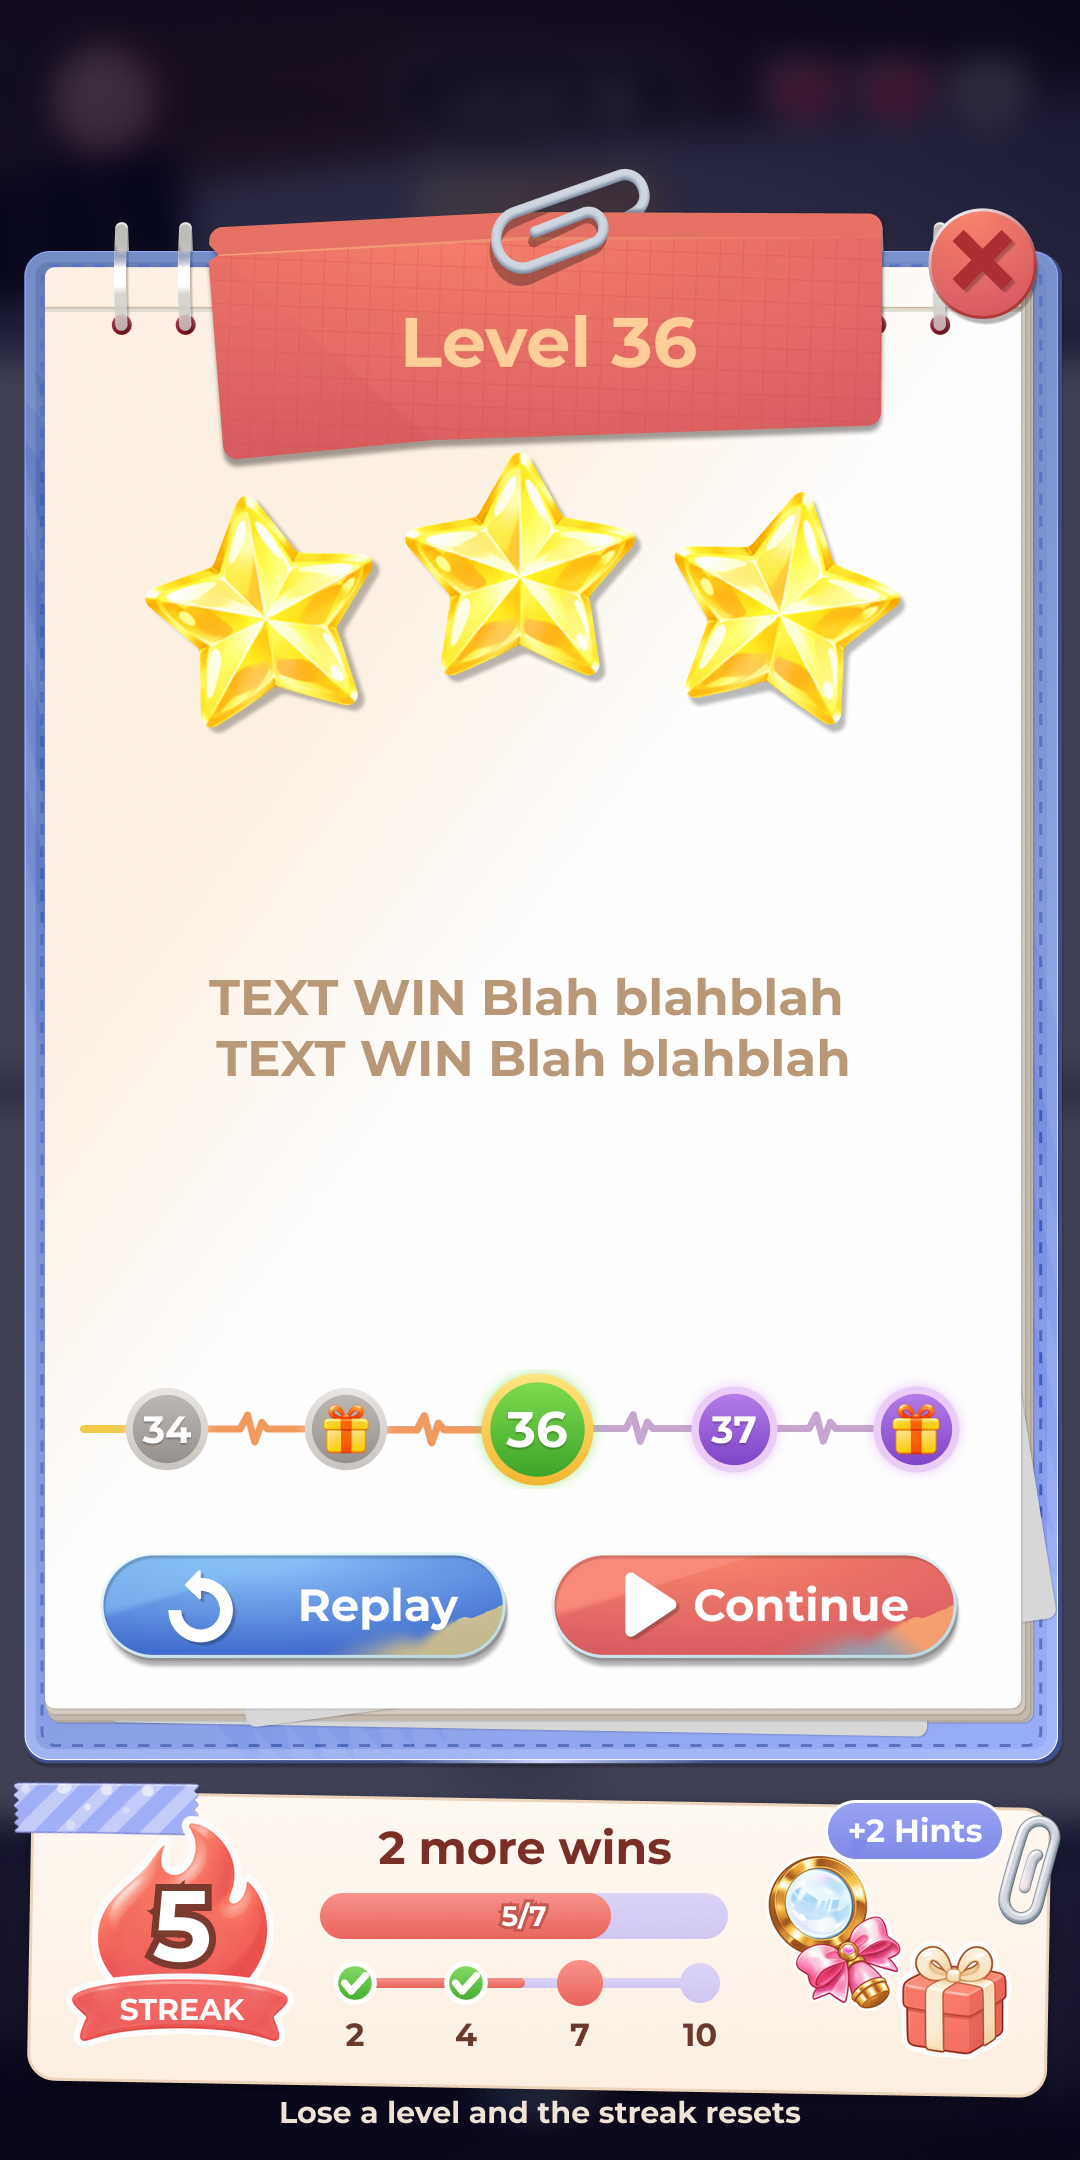 Level 36
TEXT WIN Blah blahblah
TEXT WIN Blah blahblah
34
36
37
Replay
Continue
+2 Hints
2 more wins
5
5/7
STREAK
2 4 7 10
Lose a level and the streak resets